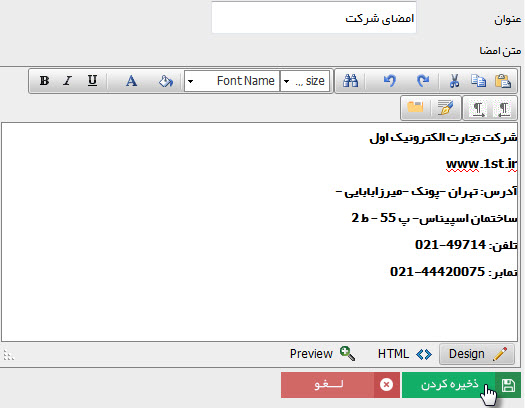 عنوان
امضای شرکت
متن امضا
B I U A Font Name size ...
شرکت تجارت الکترونیک اول
www.1st.ir
آدرس: تهران -پونک -میرزابابایی -
ساختمان اسپیناس- پ 55 - ط 2
تلفن: 49714-021
نمابر: 44420075-021
Preview HTML Design
ذخیره کردن
لـــغـو